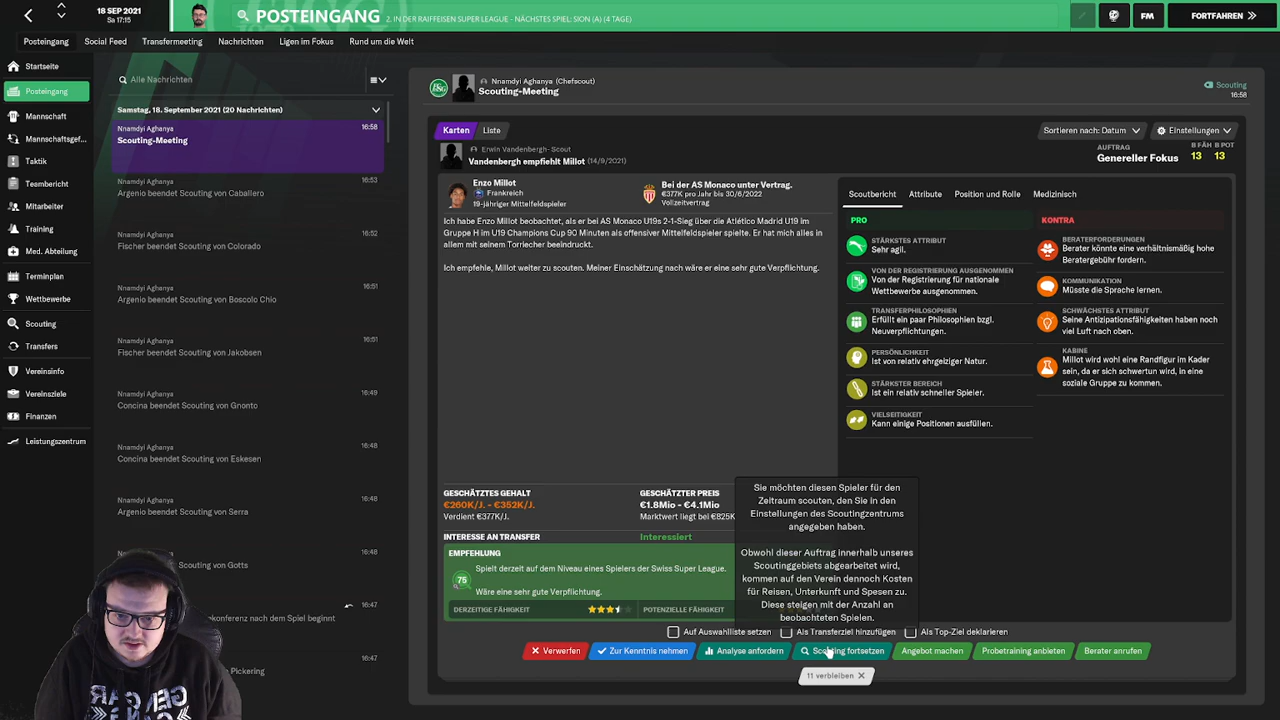 18 SEP 2021
Sa 17:15
POSTEINGANG
2. IN DER RAIFFEISEN SUPER LEAGUE - NÄCHSTES SPIEL: SION (A) (4 TAGE)
FM
FORTFAHREN
Posteingang
Social Feed
Transfermeeting
Nachrichten
Ligen im Fokus
Rund um die Welt
Startseite
Posteingang
Mannschaft
Mannschaftsgef...
Taktik
Teambericht
Mitarbeiter
Training
Med. Abteilung
Terminplan
Wettbewerbe
Scouting
Transfers
Vereinsinfo
Vereinsziele
Finanzen
Leistungszentrum
Alle Nachrichten
Samstag, 18. September 2021 (20 Nachrichten)
Nnamdyi Aghanya
16:58
Scouting-Meeting
Nnamdyi Aghanya
16:53
Argenio beendet Scouting von Caballero
Nnamdyi Aghanya
16:52
Fischer beendet Scouting von Colorado
Nnamdyi Aghanya
16:51
Argenio beendet Scouting von Boscolo Chio
Nnamdyi Aghanya
16:51
Fischer beendet Scouting von Jakobsen
Nnamdyi Aghanya
16:49
Concina beendet Scouting von Gnonto
Nnamdyi Aghanya
16:48
Concina beendet Scouting von Eskesen
Nnamdyi Aghanya
16:48
Argenio beendet Scouting von Serra
Nnamdyi Aghanya
16:48
Scouting von Gotts
16:47
konferenz nach dem Spiel beginnt
16:47
Pickering
Nnamdyi Aghanya (Chefscout)
Scouting-Meeting
Scouting
16:58
Karten
Liste
Sortieren nach: Datum
Einstellungen
Erwin Vandenbergh- Scout
Vandenbergh empfiehlt Millot (14/9/2021)
AUFTRAG
Genereller Fokus
B FÄH
13
B POT
13
Enzo Millot
Frankreich
19-jähriger Mittelfeldspieler
Bei der AS Monaco unter Vertrag.
€377K pro Jahr bis 30/6/2022
Vollzeitvertrag
Ich habe Enzo Millot beobachtet, als er bei AS Monaco U19s 2-1-Sieg über die Atlético Madrid U19 im
Gruppe H im U19 Champions Cup 90 Minuten als offensiver Mittelfeldspieler spielte. Er hat mich alles in
allem mit seinem Torriecher beeindruckt.
Ich empfehle, Millot weiter zu scouten. Meiner Einschätzung nach wäre er eine sehr gute Verpflichtung.
Scoutbericht
Attribute
Position und Rolle
Medizinisch
PRO
STÄRKSTES ATTRIBUT
Sehr agil.
VON DER REGISTRIERUNG AUSGENOMMEN
Von der Registrierung für nationale
Wettbewerbe ausgenommen.
TRANSFERPHILOSOPHIEN
Erfüllt ein paar Philosophien bzgl.
Neuverpflichtungen.
PERSÖNLICHKEIT
Ist von relativ ehrgeiziger Natur.
STÄRKSTER BEREICH
Ist ein relativ schneller Spieler.
VIELSEITIGKEIT
Kann einige Positionen ausfüllen.
KONTRA
BERATERFORDERUNGEN
Berater könnte eine verhältnismäßig hohe
Beratergebühr fordern.
KOMMUNIKATION
Müsste die Sprache lernen.
SCHWÄCHSTES ATTRIBUT
Seine Antizipationsfähigkeiten haben noch
viel Luft nach oben.
KABINE
Millot wird wohl eine Randfigur im Kader
sein, da er sich schwertun wird, in eine
soziale Gruppe zu kommen.
GESCHÄTZTES GEHALT
€260K/J. - €352K/J.
Verdient €377K/J.
GESCHÄTZTER PREIS
€1.8Mio - €4.1Mio
Marktwert liegt bei €825K
INTERESSE AN TRANSFER
Interessiert
EMPFEHLUNG
75
Spielt derzeit auf dem Niveau eines Spielers der Swiss Super League.
Wäre eine sehr gute Verpflichtung.
DERZEITIGE FÄHIGKEIT
POTENZIELLE FÄHIGKEIT
Sie möchten diesen Spieler für den
Zeitraum scouten, den Sie in den
Einstellungen des Scoutingzentrums
angegeben haben.
Obwohl dieser Auftrag innerhalb unseres
Scoutinggebiets abgearbeitet wird,
kommen auf den Verein dennoch Kosten
für Reisen, Unterkunft und Spesen zu.
Diese steigen mit der Anzahl an
beobachteten Spielen.
Auf Auswahlliste setzen
Als Transferziel hinzufügen
Als Top-Ziel deklarieren
Verwerfen
Zur Kenntnis nehmen
Analyse anfordern
Scouting fortsetzen
Angebot machen
Probetraining anbieten
Berater anrufen
11 verbleiben